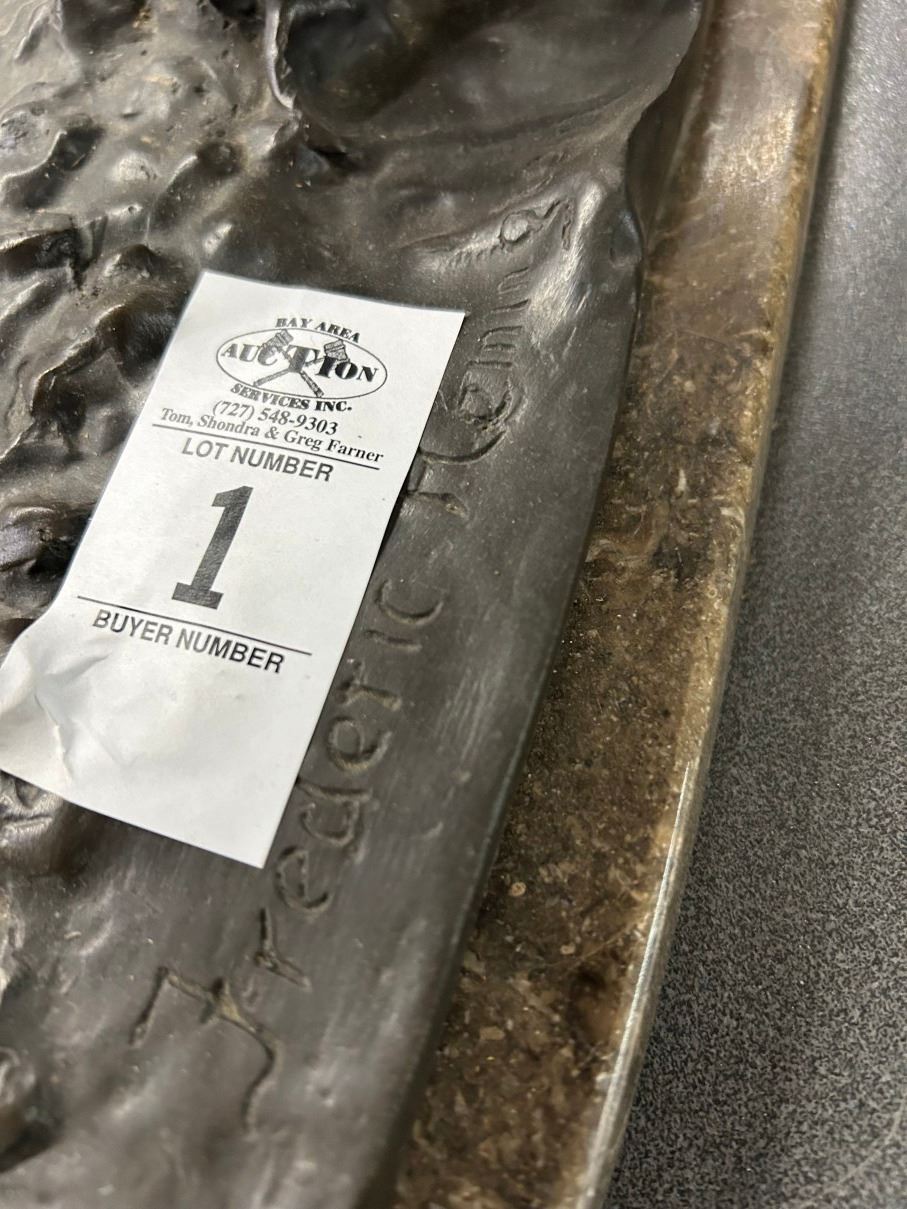 BAY AREA
AUCTION
SERVICES INC.
(727) 548-9303
Tom, Shondra & Greg Farner
LOT NUMBER
1
BUYER NUMBER
Frederic Remington